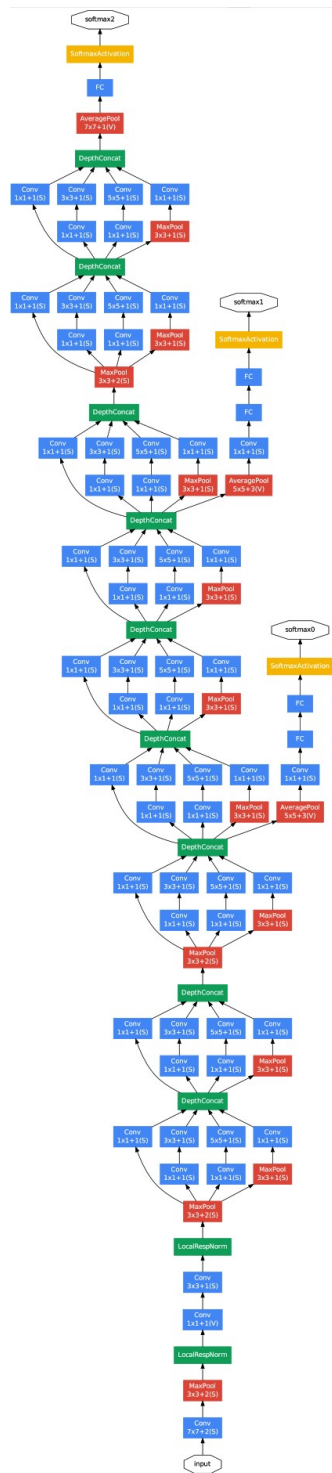 softmax2
SoftmaxActivation
FC
AveragePool
7x7+1(V)
DepthConcat
Conv Conv Conv Conv
1x1+1(S) 3x3+1(S) 5x5+1(S) 1x1+1(S)
Conv Conv MaxPool
1x1+1(S) 1x1+1(S) 3x3+1(S)
DepthConcat
Conv Conv Conv Conv
1x1+1(S) 3x3+1(S) 5x5+1(S) 1x1+1(S)
softmax1
Conv Conv MaxPool
1x1+1(S) 1x1+1(S) 3x3+1(S)
SoftmaxActivation
MaxPool
3x3+2(S)
FC
DepthConcat
FC
Conv Conv Conv Conv Conv
1x1+1(S) 3x3+1(S) 5x5+1(S) 1x1+1(S) 1x1+1(S)
Conv Conv MaxPool AveragePool
1x1+1(S) 1x1+1(S) 3x3+1(S) 5x5+3(V)
DepthConcat
Conv Conv Conv Conv
1x1+1(S) 3x3+1(S) 5x5+1(S) 1x1+1(S)
Conv Conv MaxPool
1x1+1(S) 1x1+1(S) 3x3+1(S)
DepthConcat
softmax0
Conv Conv Conv Conv
1x1+1(S) 3x3+1(S) 5x5+1(S) 1x1+1(S)
SoftmaxActivation
Conv Conv MaxPool
1x1+1(S) 1x1+1(S) 3x3+1(S)
FC
DepthConcat
FC
Conv Conv Conv Conv Conv
1x1+1(S) 3x3+1(S) 5x5+1(S) 1x1+1(S) 1x1+1(S)
Conv Conv MaxPool AveragePool
1x1+1(S) 1x1+1(S) 3x3+1(S) 5x5+3(V)
DepthConcat
Conv Conv Conv Conv
1x1+1(S) 3x3+1(S) 5x5+1(S) 1x1+1(S)
Conv Conv MaxPool
1x1+1(S) 1x1+1(S) 3x3+1(S)
MaxPool
3x3+2(S)
DepthConcat
Conv Conv Conv Conv
1x1+1(S) 3x3+1(S) 5x5+1(S) 1x1+1(S)
Conv Conv MaxPool
1x1+1(S) 1x1+1(S) 3x3+1(S)
DepthConcat
Conv Conv Conv Conv
1x1+1(S) 3x3+1(S) 5x5+1(S) 1x1+1(S)
Conv Conv MaxPool
1x1+1(S) 1x1+1(S) 3x3+1(S)
MaxPool
3x3+2(S)
LocalRespNorm
Conv
3x3+1(S)
Conv
1x1+1(V)
LocalRespNorm
MaxPool
3x3+2(S)
Conv
7x7+2(S)
input